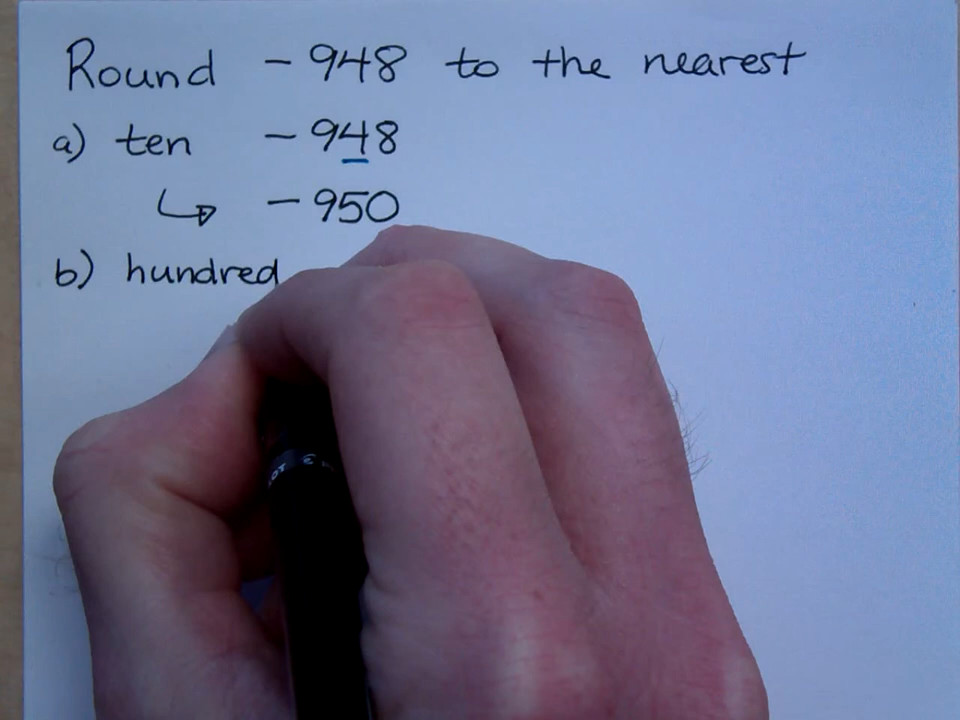 Round -948 to the nearest
a) ten -948
↳ -950
b) hundred